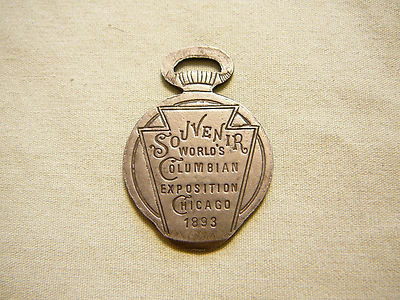 SOUVENIR
WORLD'S
COLUMBIAN
EXPOSITION
CHICAGO
1893